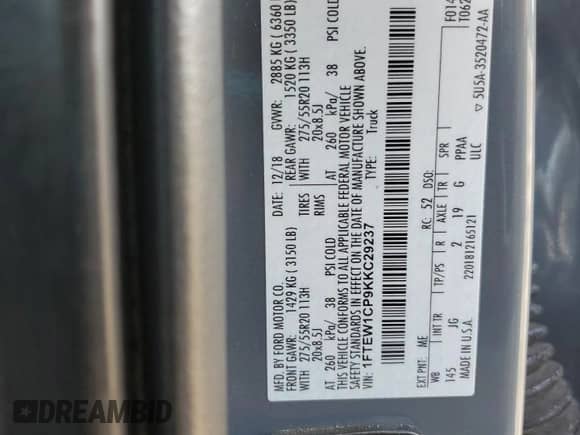 MFD. BY FORD MOTOR CO.
DATE: 12/18 GVWR: 2885 KG ( 6360
FRONT GAWR: 1429 KG ( 3150 LB)
REAR GAWR: 1520 KG ( 3350 LB)
WITH 275/55R20 113H TIRES WITH 275/55R20 113H
20x8.5J RIMS 20x8.5J
AT 260 kPa/ 38 PSI COLD AT 260 kPa/ 38 PSI COLD
THIS VEHICLE CONFORMS TO ALL APPLICABLE FEDERAL MOTOR VEHICLE
SAFETY STANDARDS IN EFFECT ON THE DATE OF MANUFACTURE SHOWN ABOVE.
VIN: 1FTEW1CP9KKC29237 TYPE: Truck
F014
T062
EXT PNT: ME RC: 52 DSO:
WB INT TR TP/PS R AXLE TR SPR
145 JG 2 19 G PPAA
MADE IN U.S.A. 2201812165121 ULC
▽ 5U5A-3520472-AA
DREAMBID